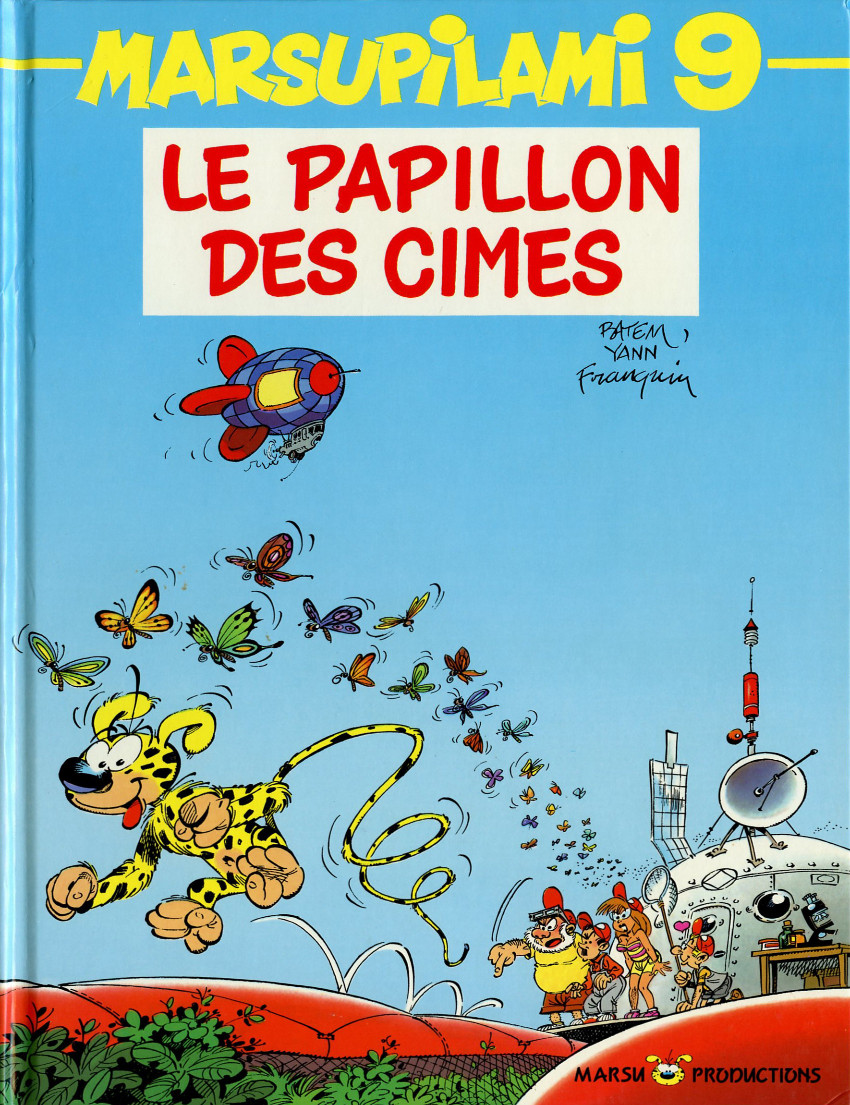 MARSUPILAMI 9
LE PAPILLON
DES CIMES
BATEM,
YANN
Franquin
MARSU PRODUCTIONS